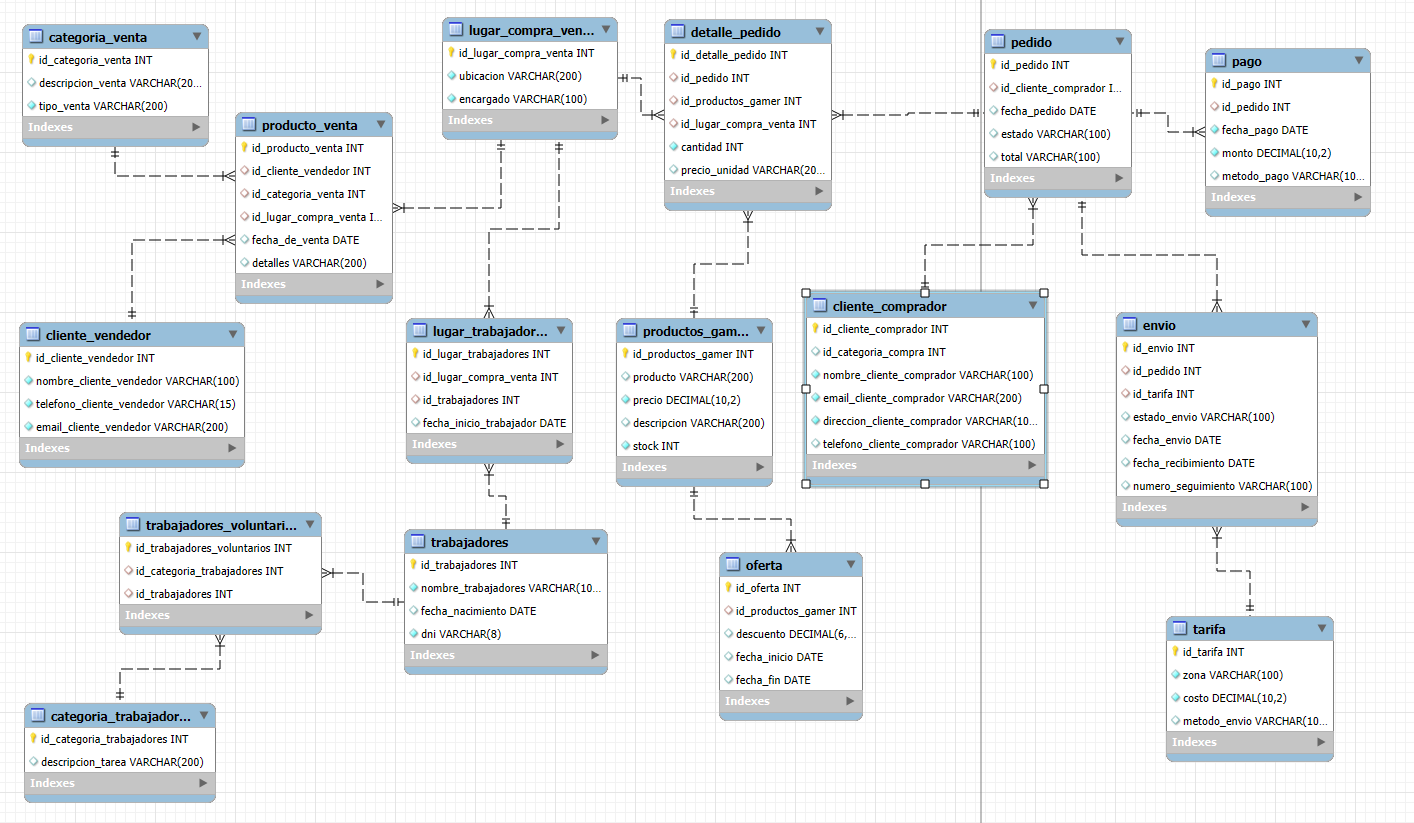 categoria_venta
id_categoria_venta INT
descripcion_venta VARCHAR(20...
tipo_venta VARCHAR(200)
Indexes
producto_venta
id_producto_venta INT
id_cliente_vendedor INT
id_categoria_venta INT
id_lugar_compra_venta I...
fecha_de_venta DATE
detalles VARCHAR(200)
Indexes
lugar_compra_ven...
id_lugar_compra_venta INT
ubicacion VARCHAR(200)
encargado VARCHAR(100)
Indexes
detalle_pedido
id_detalle_pedido INT
id_pedido INT
id_productos_gamer INT
id_lugar_compra_venta INT
cantidad INT
precio_unidad VARCHAR(20...
Indexes
pedido
id_pedido INT
id_cliente_comprador I...
fecha_pedido DATE
estado VARCHAR(100)
total VARCHAR(100)
Indexes
pago
id_pago INT
id_pedido INT
fecha_pago DATE
monto DECIMAL(10,2)
metodo_pago VARCHAR(10...
Indexes
cliente_vendedor
id_cliente_vendedor INT
nombre_cliente_vendedor VARCHAR(100)
telefono_cliente_vendedor VARCHAR(15)
email_cliente_vendedor VARCHAR(200)
Indexes
lugar_trabajador...
id_lugar_trabajadores INT
id_lugar_compra_venta INT
id_trabajadores INT
fecha_inicio_trabajador DATE
Indexes
productos_gam...
id_productos_gamer INT
producto VARCHAR(200)
precio DECIMAL(10,2)
descripcion VARCHAR(200)
stock INT
Indexes
cliente_comprador
id_cliente_comprador INT
id_categoria_compra INT
nombre_cliente_comprador VARCHAR(100)
email_cliente_comprador VARCHAR(200)
direccion_cliente_comprador VARCHAR(10...
telefono_cliente_comprador VARCHAR(100)
Indexes
envio
id_envio INT
id_pedido INT
id_tarifa INT
estado_envio VARCHAR(100)
fecha_envio DATE
fecha_recibimiento DATE
numero_seguimiento VARCHAR(100)
Indexes
trabajadores_voluntari...
id_trabajadores_voluntarios INT
id_categoria_trabajadores INT
id_trabajadores INT
Indexes
trabajadores
id_trabajadores INT
nombre_trabajadores VARCHAR(10...
fecha_nacimiento DATE
dni VARCHAR(8)
Indexes
oferta
id_oferta INT
id_productos_gamer INT
descuento DECIMAL(6,...
fecha_inicio DATE
fecha_fin DATE
Indexes
tarifa
id_tarifa INT
zona VARCHAR(100)
costo DECIMAL(10,2)
metodo_envio VARCHAR(10...
Indexes
categoria_trabajador...
id_categoria_trabajadores INT
descripcion_tarea VARCHAR(200)
Indexes